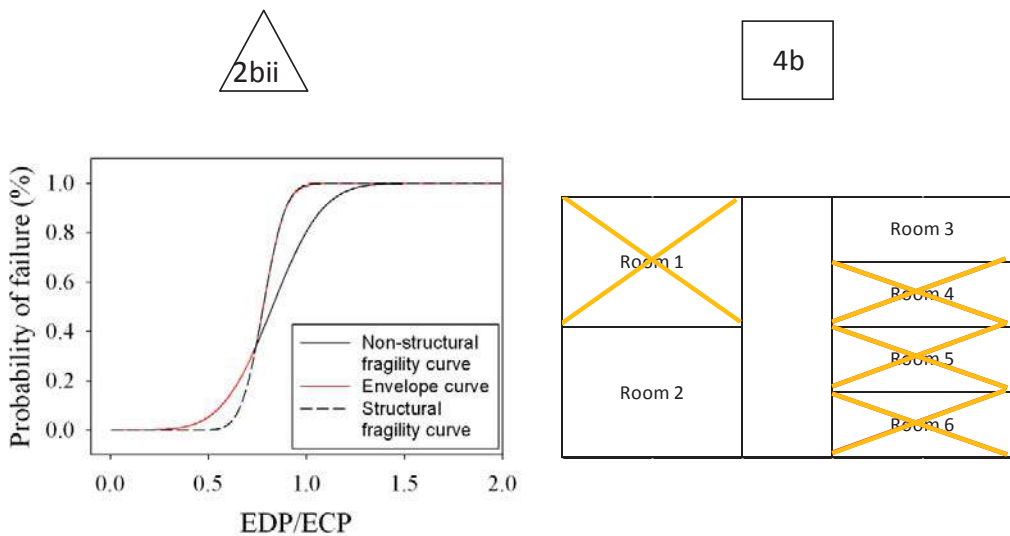 2bii
4b
Probability of failure (%)
1.0
0.8
0.6
0.4
0.2
0.0
Non-structural
fragility curve
Envelope curve
Structural
fragility curve
0.0 0.5 1.0 1.5 2.0
EDP/ECP
Room 1
Room 2
Room 3
Room 4
Room 5
Room 6